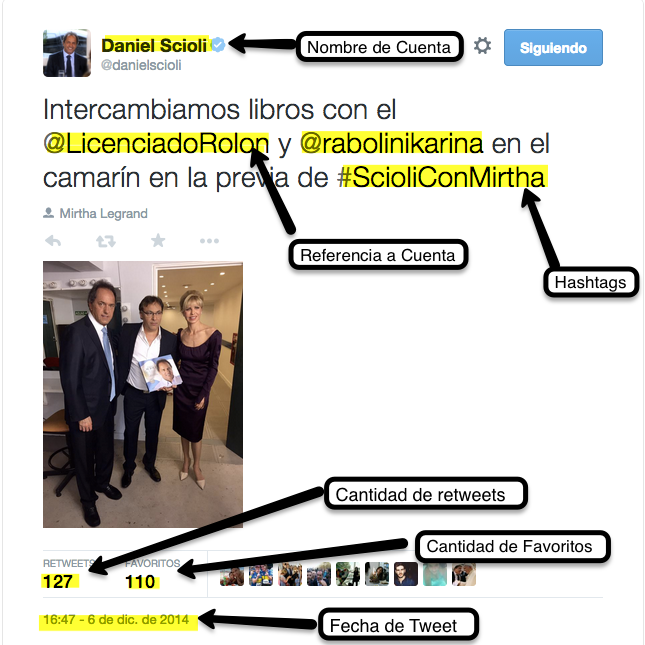 Daniel Scioli
@danielscioli
Nombre de Cuenta
Siguiendo
Intercambiamos libros con el
@LicenciadoRolon y @rabolinikarina en el
camarín en la previa de #ScioliConMirtha
Mirtha Legrand
Referencia a Cuenta
Hashtags
Cantidad de retweets
Cantidad de Favoritos
RETWEETS
FAVORITOS
127
110
16:47 - 6 de dic. de 2014
Fecha de Tweet